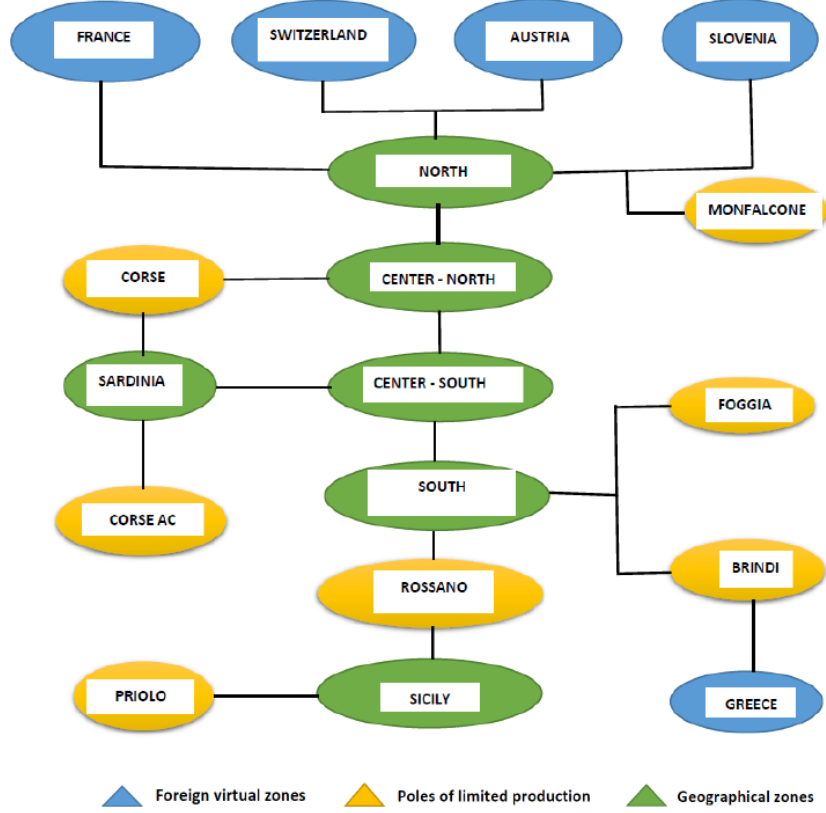 FRANCE
SWITZERLAND
AUSTRIA
SLOVENIA
NORTH
MONFALCONE
CORSE
CENTER - NORTH
SARDINIA
CENTER - SOUTH
FOGGIA
SOUTH
CORSE AC
BRINDI
ROSSANO
PRIOLO
SICILY
GREECE
Foreign virtual zones
Poles of limited production
Geographical zones